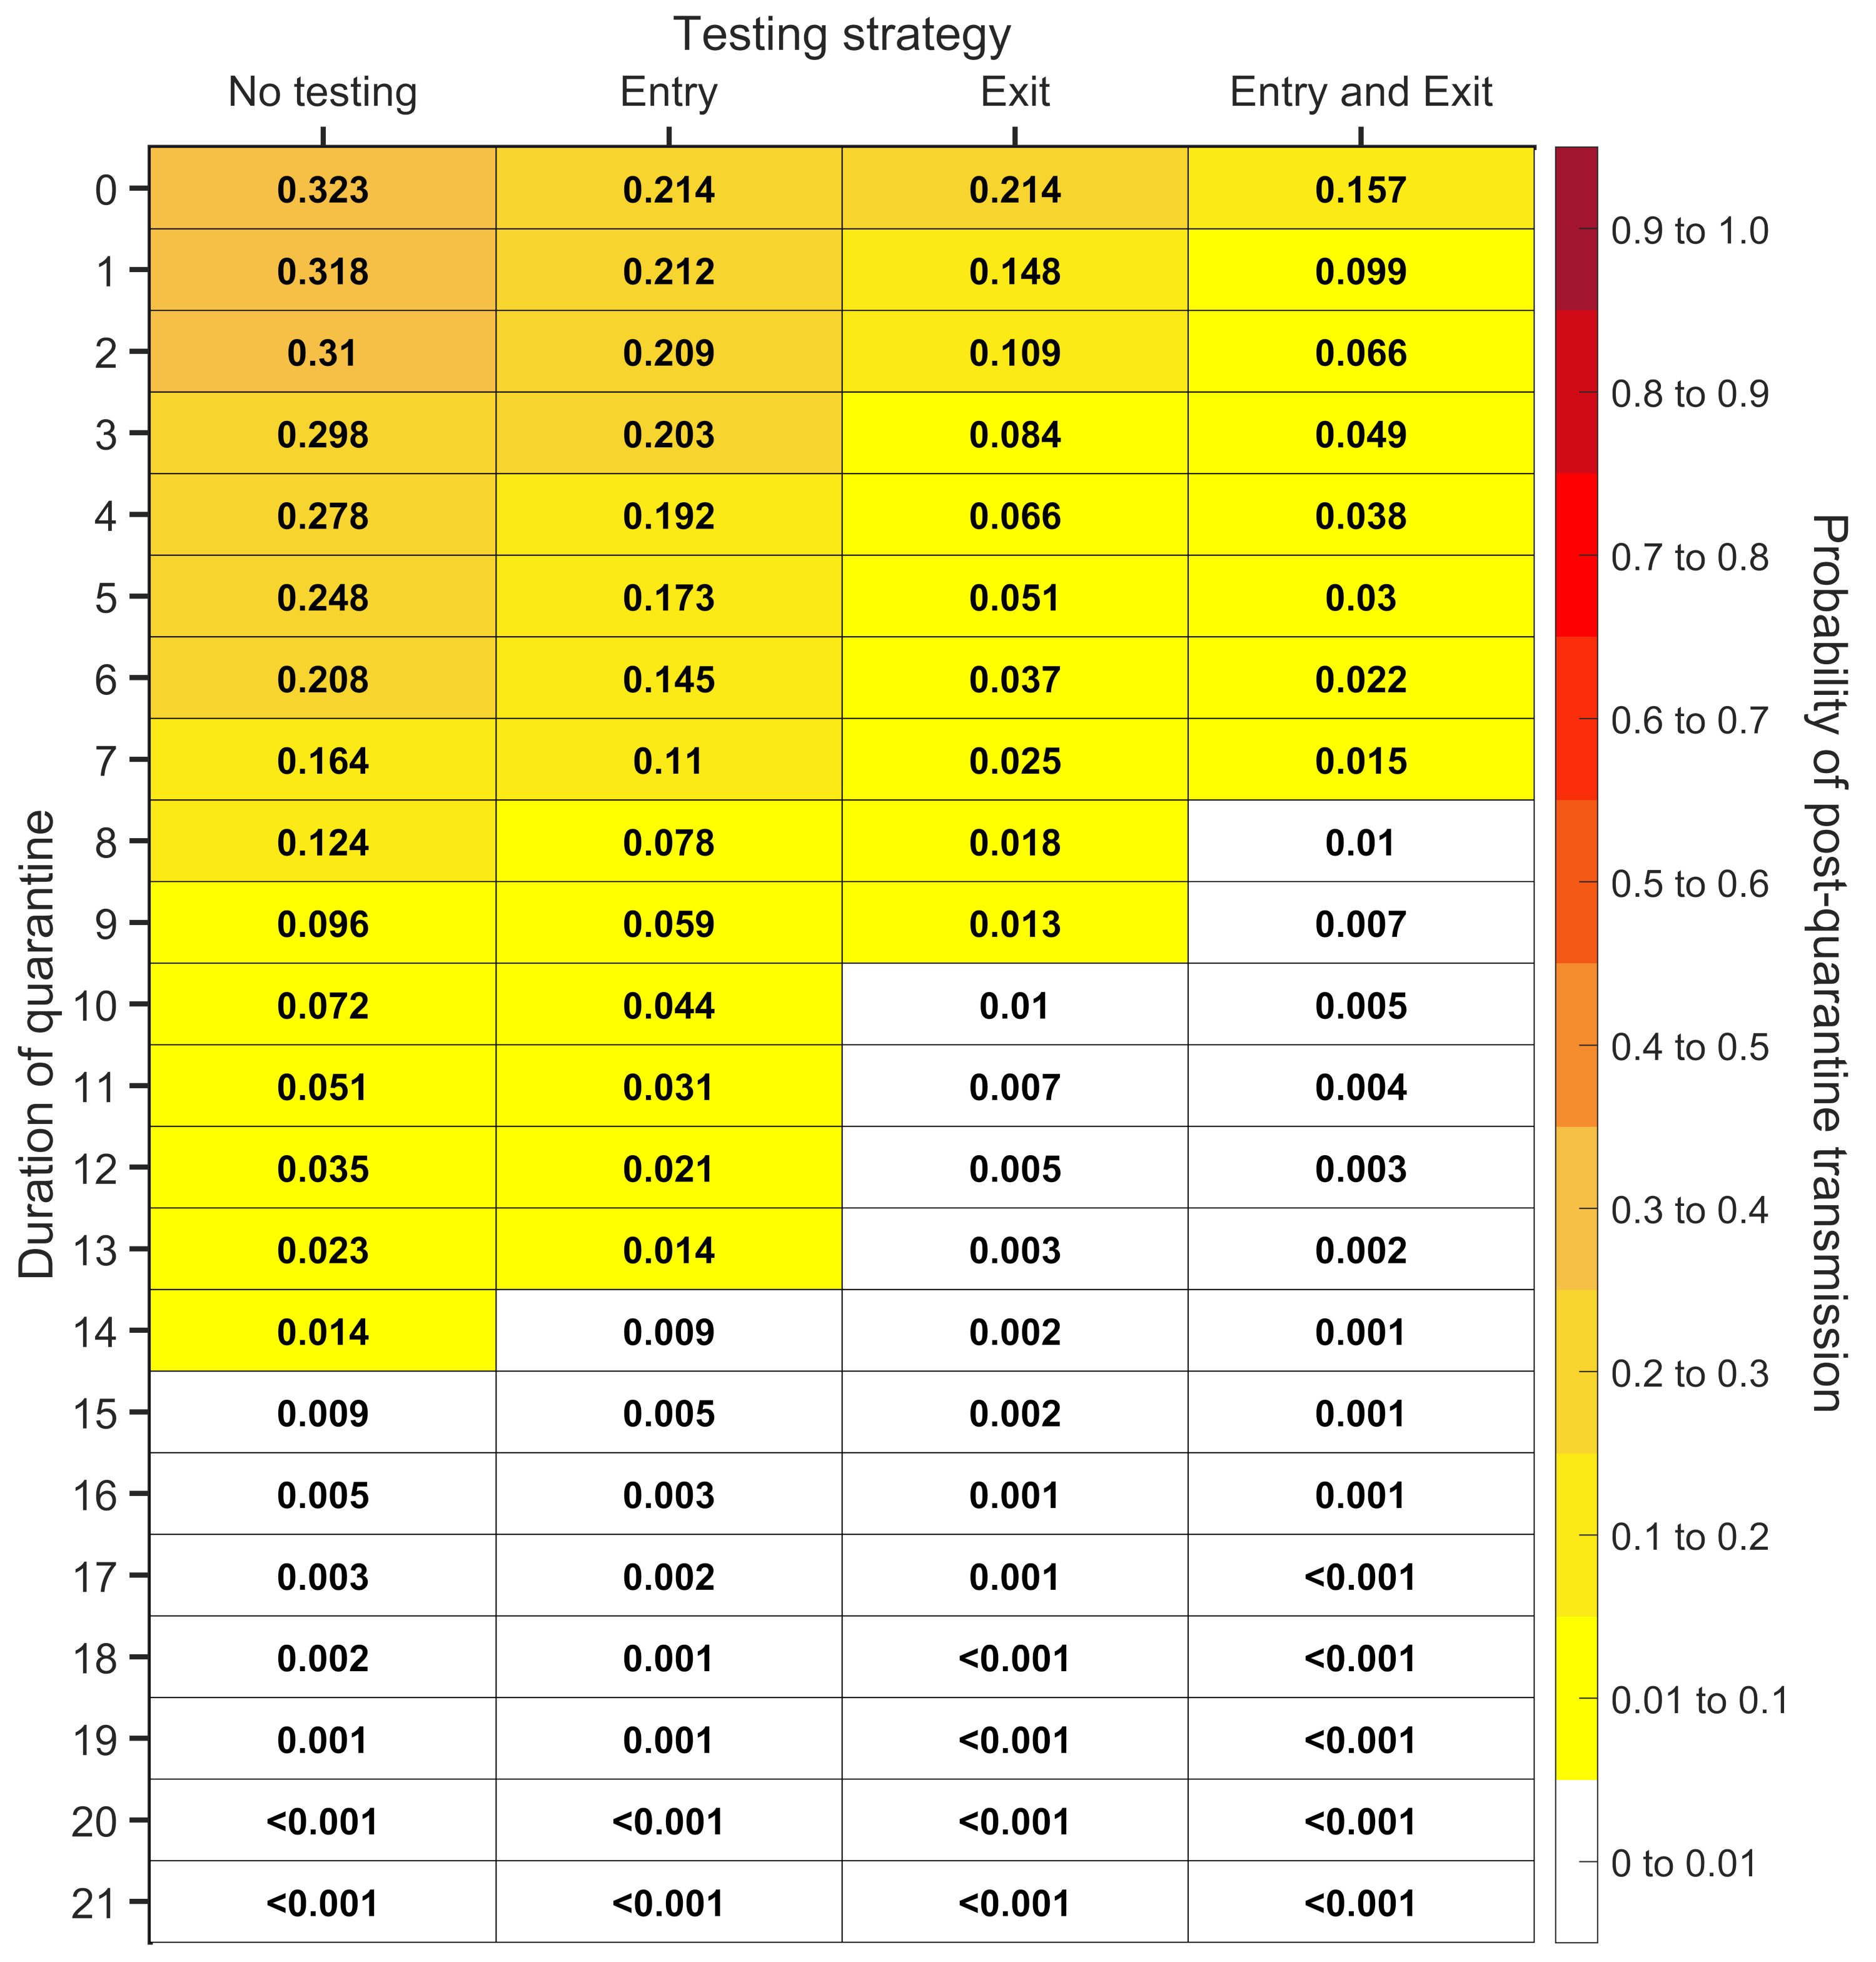 Testing strategy
No testing Entry Exit Entry and Exit
0 0.323 0.214 0.214 0.157
1 0.318 0.212 0.148 0.099
2 0.31 0.209 0.109 0.066
3 0.298 0.203 0.084 0.049
4 0.278 0.192 0.066 0.038
5 0.248 0.173 0.051 0.03
6 0.208 0.145 0.037 0.022
7 0.164 0.11 0.025 0.015
8 0.124 0.078 0.018 0.01
9 0.096 0.059 0.013 0.007
10 0.072 0.044 0.01 0.005
11 0.051 0.031 0.007 0.004
12 0.035 0.021 0.005 0.003
13 0.023 0.014 0.003 0.002
14 0.014 0.009 0.002 0.001
15 0.009 0.005 0.002 0.001
16 0.005 0.003 0.001 0.001
17 0.003 0.002 0.001 <0.001
18 0.002 0.001 <0.001 <0.001
19 0.001 0.001 <0.001 <0.001
20 <0.001 <0.001 <0.001 <0.001
21 <0.001 <0.001 <0.001 <0.001
Duration of quarantine
0.9 to 1.0
0.8 to 0.9
0.7 to 0.8
0.6 to 0.7
0.5 to 0.6
0.4 to 0.5
0.3 to 0.4
0.2 to 0.3
0.1 to 0.2
0.01 to 0.1
0 to 0.01
Probability of post-quarantine transmission